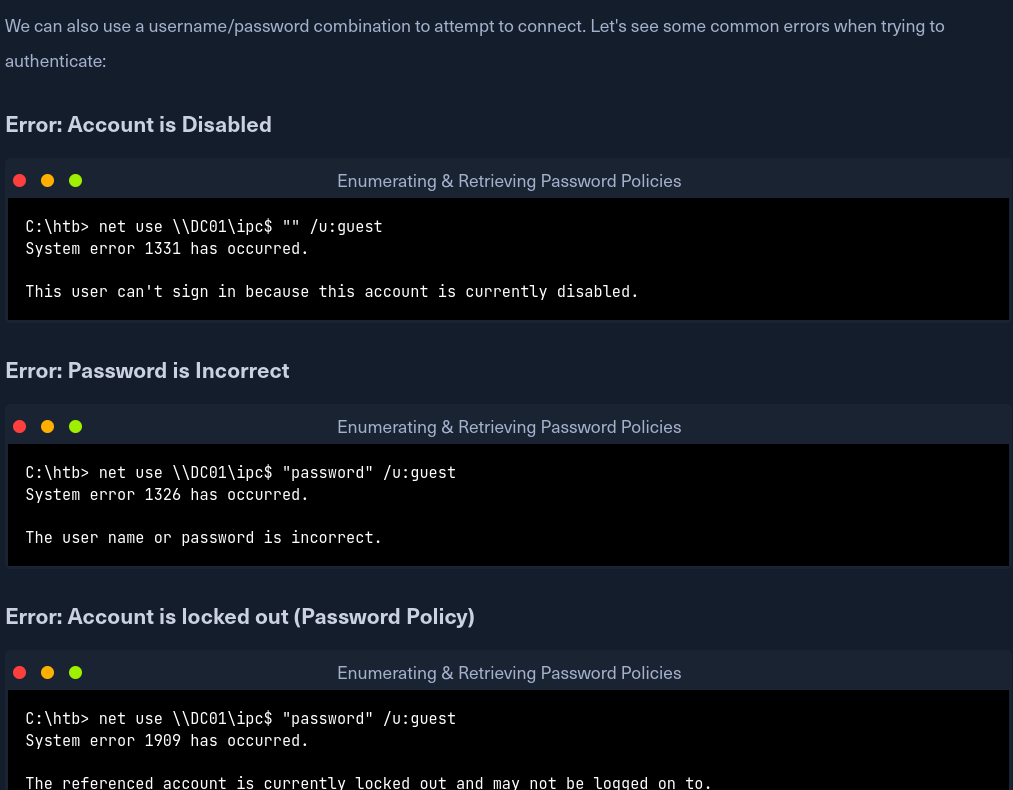 We can also use a username/password combination to attempt to connect. Let's see some common errors when trying to
authenticate:
Error: Account is Disabled
Enumerating & Retrieving Password Policies
C:\htb> net use \\DC01\ipc$ "" /u:guest
System error 1331 has occurred.
This user can't sign in because this account is currently disabled.
Error: Password is Incorrect
Enumerating & Retrieving Password Policies
C:\htb> net use \\DC01\ipc$ "password" /u:guest
System error 1326 has occurred.
The user name or password is incorrect.
Error: Account is locked out (Password Policy)
Enumerating & Retrieving Password Policies
C:\htb> net use \\DC01\ipc$ "password" /u:guest
System error 1909 has occurred.
The referenced account is currently locked out and may not be logged on to.